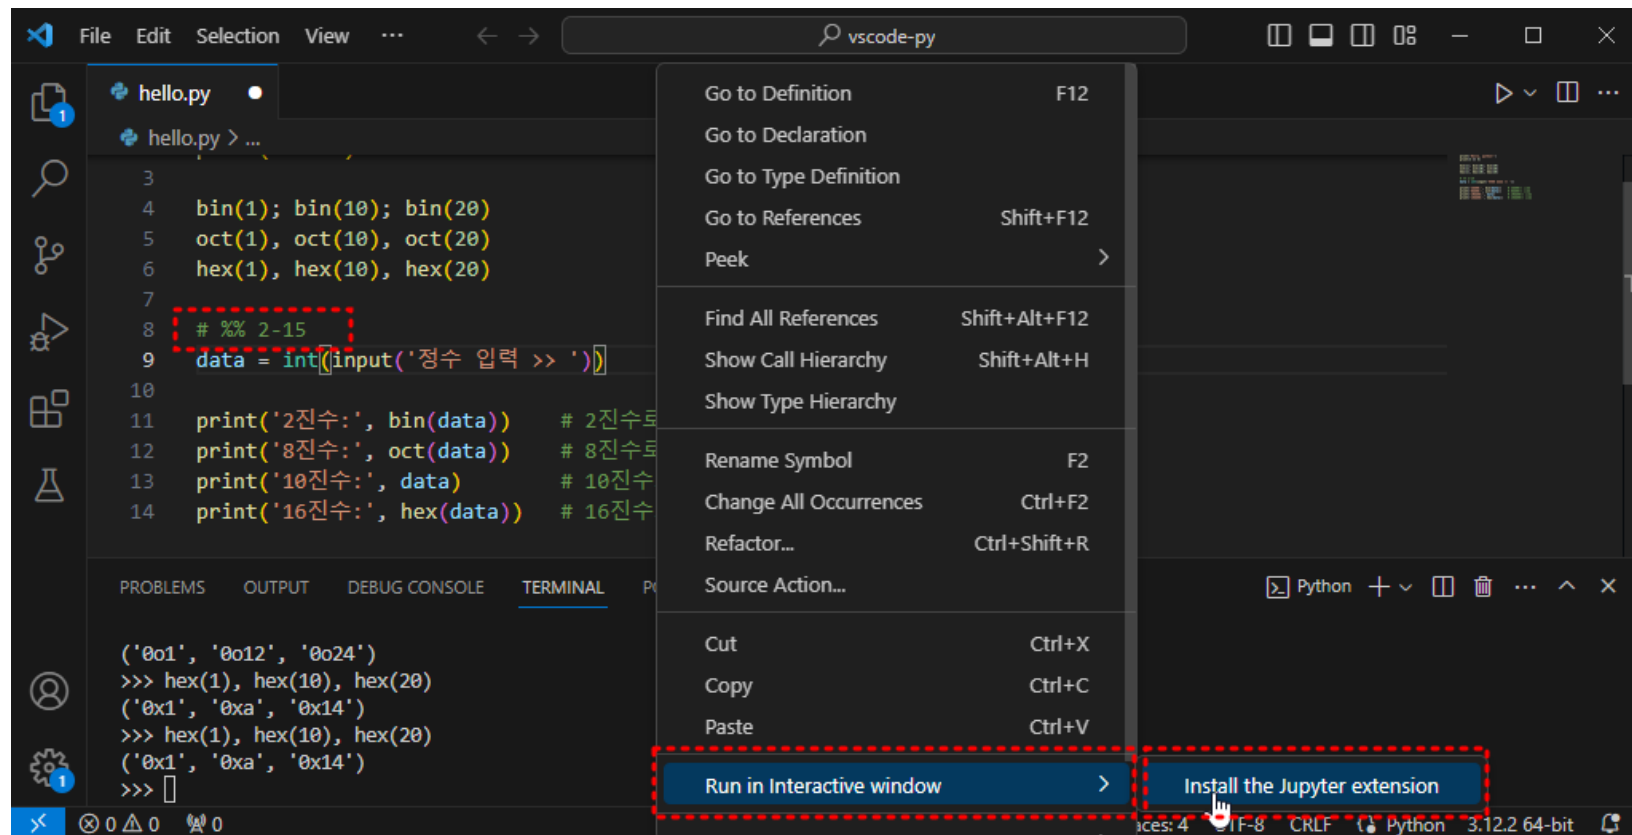 File Edit Selection View ··· vscode-py
hello.py
hello.py > ...
3
4 bin(1); bin(10); bin(20)
5 oct(1), oct(10), oct(20)
6 hex(1), hex(10), hex(20)
7
8 # %% 2-15
9 data = int(input('정수 입력 >> '))
10
11 print('2진수:', bin(data)) # 2진수로
12 print('8진수:', oct(data)) # 8진수로
13 print('10진수:', data) # 10진수
14 print('16진수:', hex(data)) # 16진수
Go to Definition F12
Go to Declaration
Go to Type Definition
Go to References Shift+F12
Peek
Find All References Shift+Alt+F12
Show Call Hierarchy Shift+Alt+H
Show Type Hierarchy
Rename Symbol F2
Change All Occurrences Ctrl+F2
Refactor... Ctrl+Shift+R
Source Action...
Cut Ctrl+X
Copy Ctrl+C
Paste Ctrl+V
Run in Interactive window
Install the Jupyter extension
PROBLEMS OUTPUT DEBUG CONSOLE TERMINAL Python
('0o1', '0o12', '0o24')
>>> hex(1), hex(10), hex(20)
('0x1', '0xa', '0x14')
>>> hex(1), hex(10), hex(20)
('0x1', '0xa', '0x14')
>>>
1
1
0 0 0 aces: 4 UTF-8 CRLF Python 3.12.2 64-bit